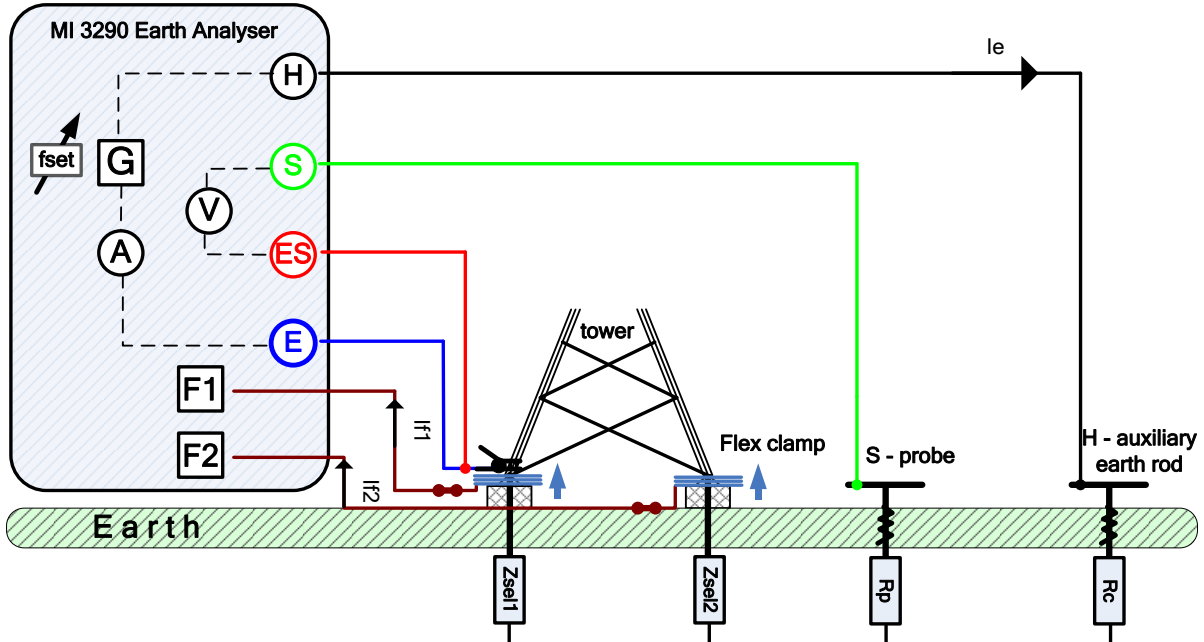 MI 3290 Earth Analyser
H
Ie
fset
G
S
V
A
ES
E
tower
F1
If1
F2
If2
Flex clamp
S - probe
H - auxiliary
earth rod
Earth
Zsel1
Zsel2
Rp
Rc